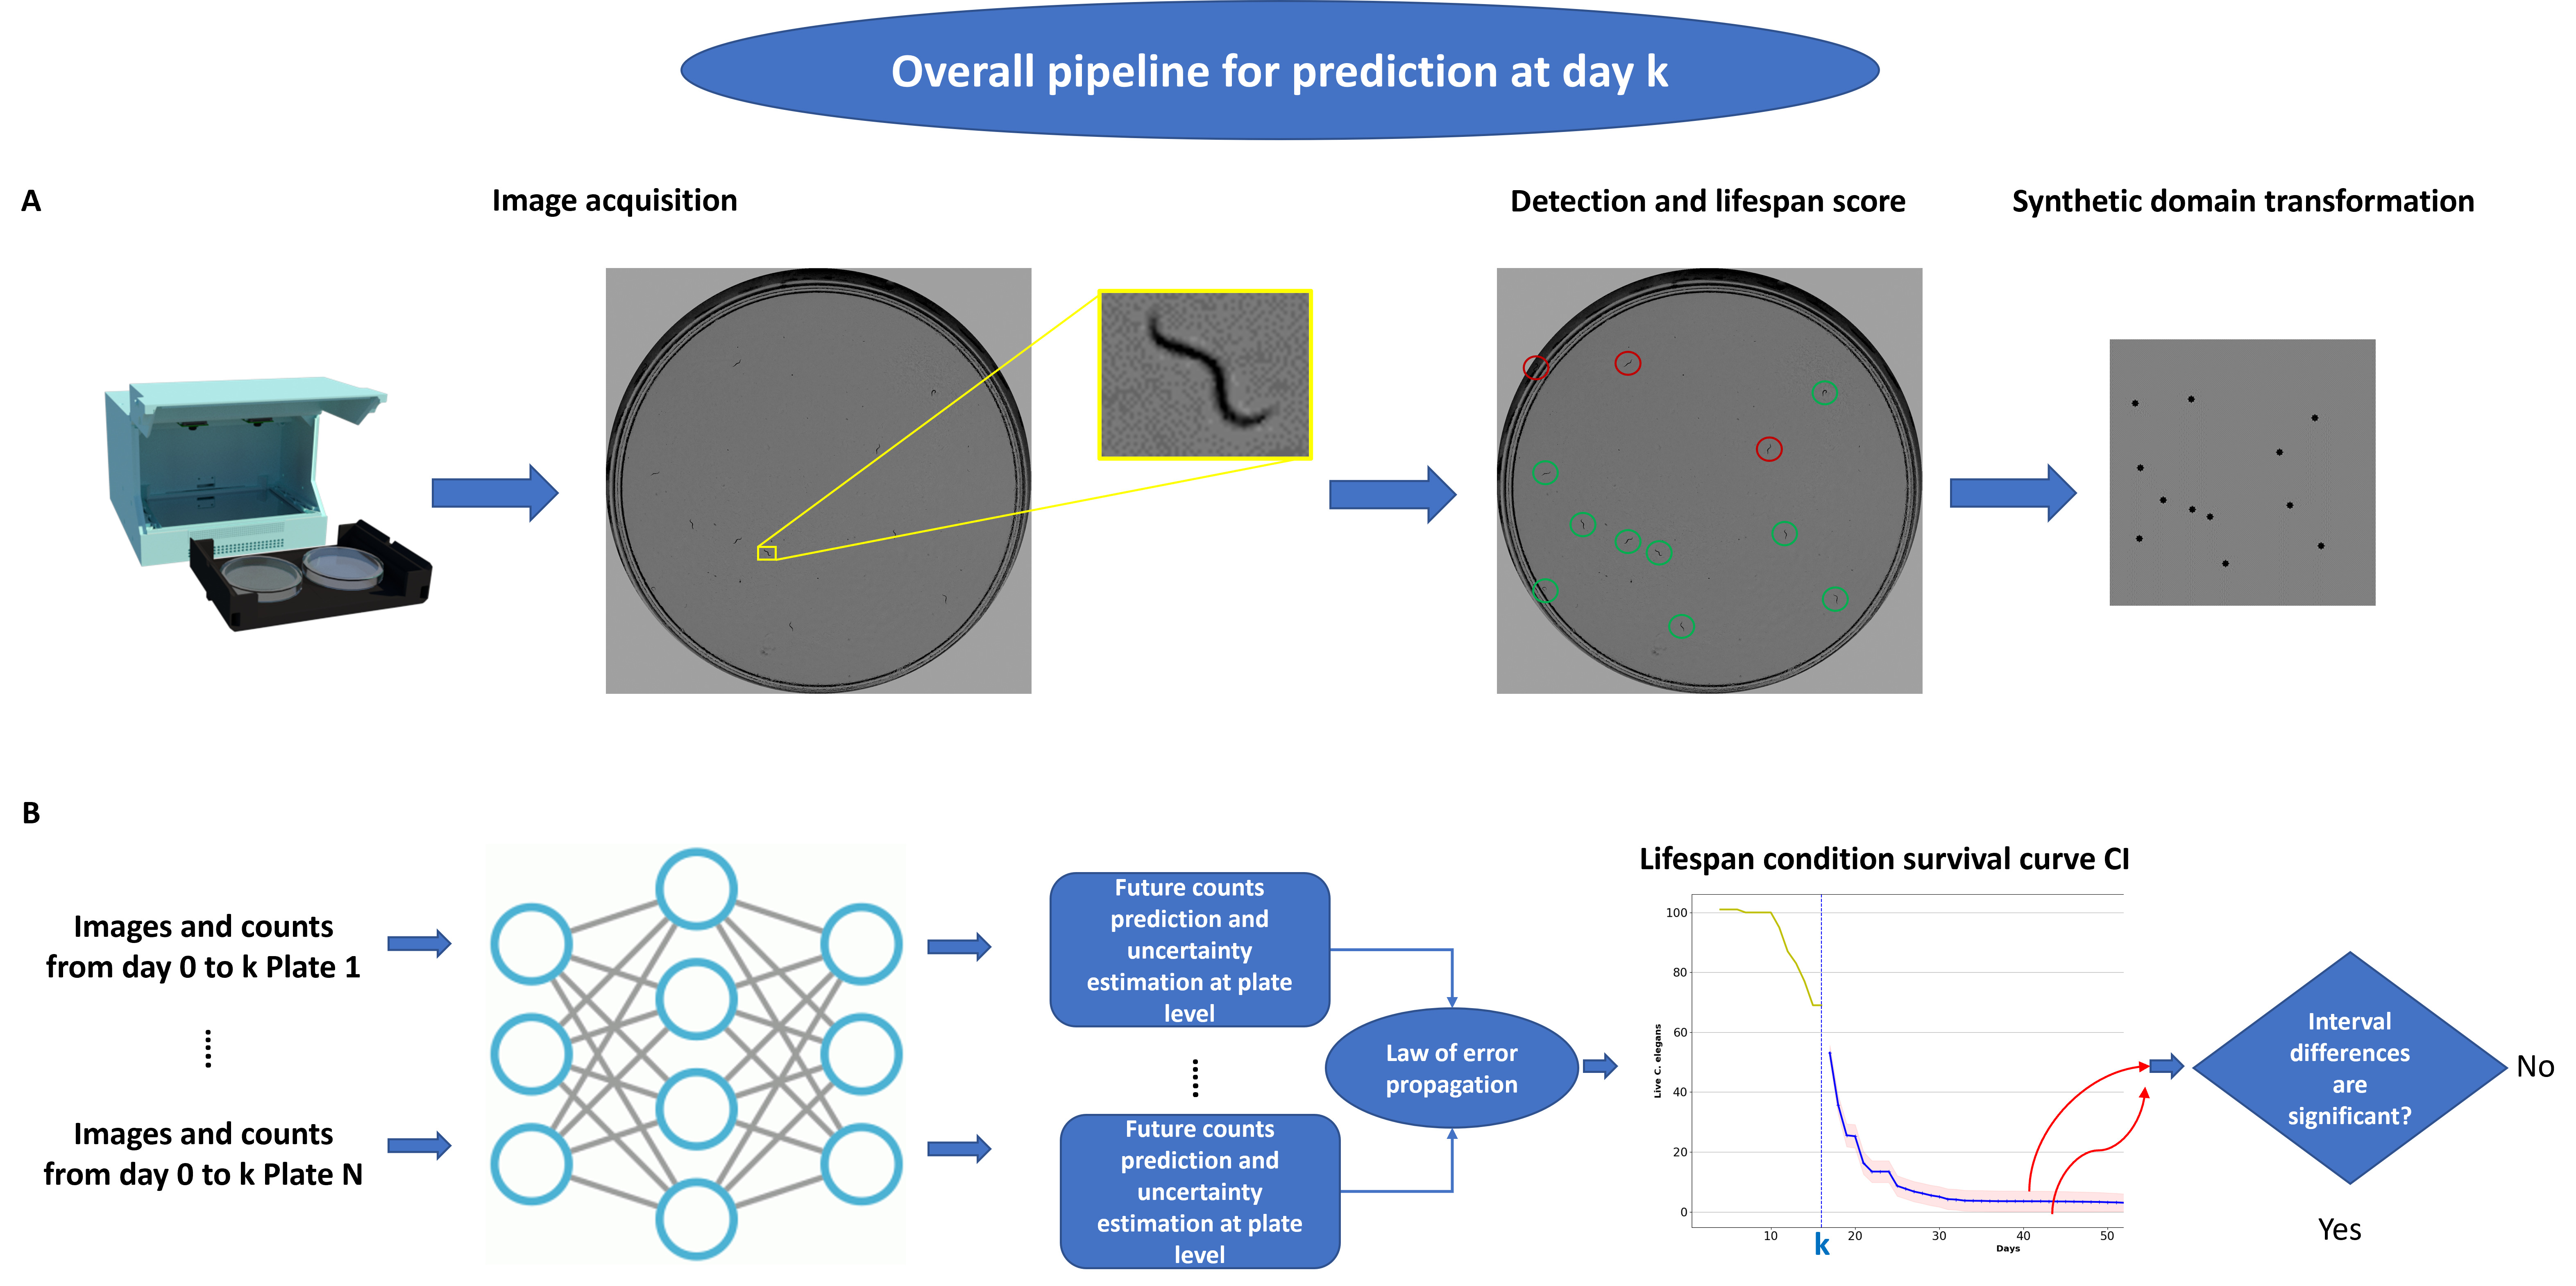 Overall pipeline for prediction at day k
A
Image acquisition
Detection and lifespan score
Synthetic domain transformation
B
Images and counts
from day 0 to k Plate 1
Images and counts
from day 0 to k Plate N
Future counts
prediction and
uncertainty
estimation at plate
level
Future counts
prediction and
uncertainty
estimation at plate
level
Law of error
propagation
Lifespan condition survival curve CI
Live C. elegans
100
80
60
40
20
0
10
k
20
30
40
50
Days
Interval
differences
are
significant?
No
Yes